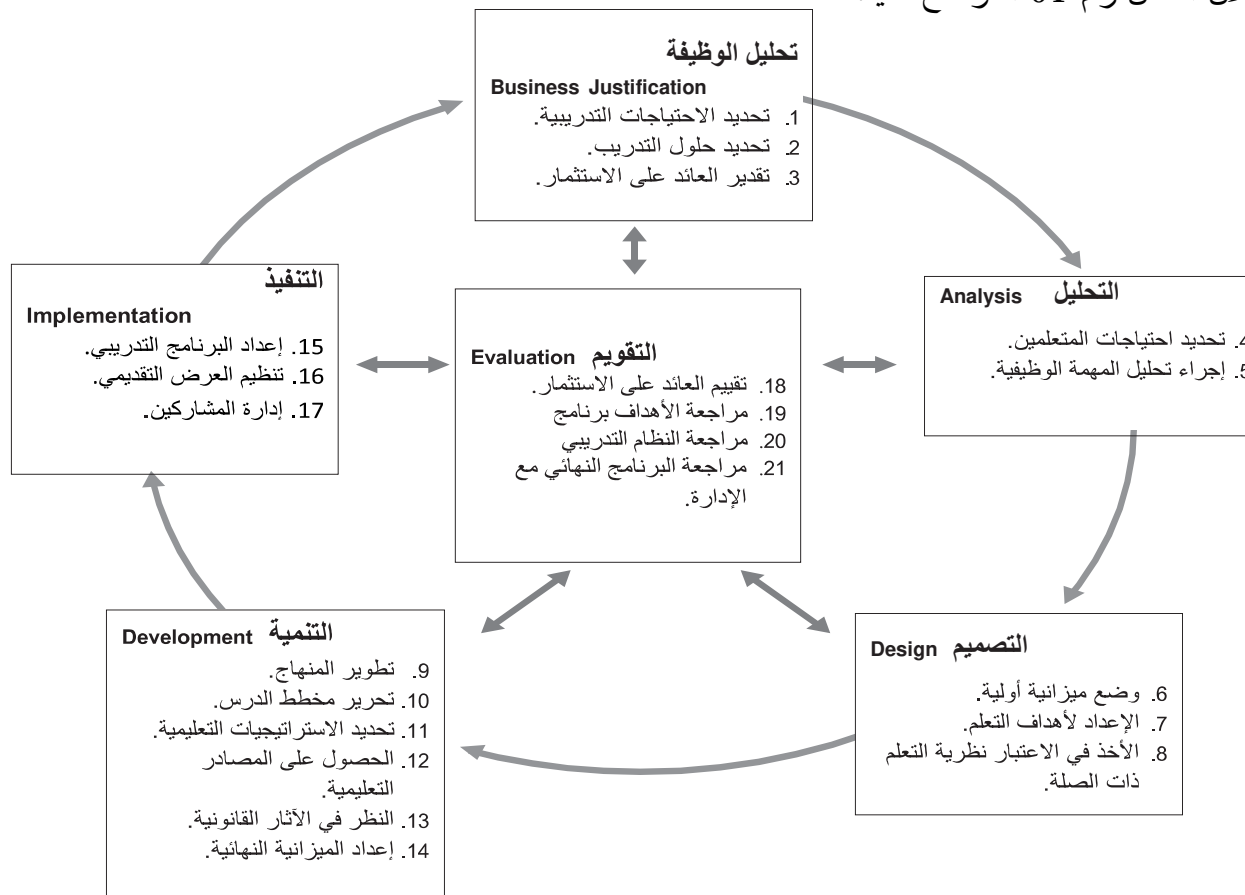 تحليل الوظيفة
Business Justification
1. تحديد الاحتياجات التدريبية.
2. تحديد حلول التدريب.
3. تقدير العائد على الاستثمار.
التحليل Analysis
4. تحديد احتياجات المتعلمين.
5. إجراء تحليل المهمة الوظيفية.
التصميم Design
6. وضع ميزانية أولية.
7. الإعداد لأهداف التعلم.
8. الأخذ في الاعتبار نظرية التعلم
ذات الصلة.
التنمية Development
9. تطوير المنهاج.
10. تحرير مخطط الدرس.
11. تحديد الاستراتيجيات التعليمية.
12. الحصول على المصادر
التعليمية.
13. النظر في الآثار القانونية.
14. إعداد الميزانية النهائية.
التنفيذ
Implementation
15. إعداد البرنامج التدريبي.
16. تنظيم العرض التقديمي.
17. إدارة المشاركين.
التقويم Evaluation
18. تقييم العائد على الاستثمار.
19. مراجعة الأهداف برنامج
20. مراجعة النظام التدريبي
21. مراجعة البرنامج النهائي مع
الإدارة.